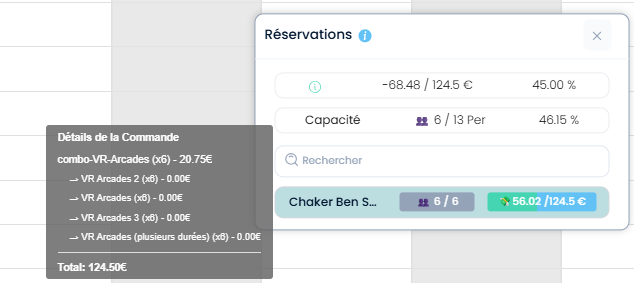 Réservations
-68.48 / 124.5 € 45.00 %
Capacité 6 / 13 Per 46.15 %
Rechercher
Chaker Ben S... 6 / 6 56.02 /124.5 €
Détails de la Commande
combo-VR-Arcades (x6) - 20.75€
→ VR Arcades 2 (x6) - 0.00€
→ VR Arcades (x6) - 0.00€
→ VR Arcades 3 (x6) - 0.00€
→ VR Arcades (plusieurs durées) (x6) - 0.00€
Total: 124.50€